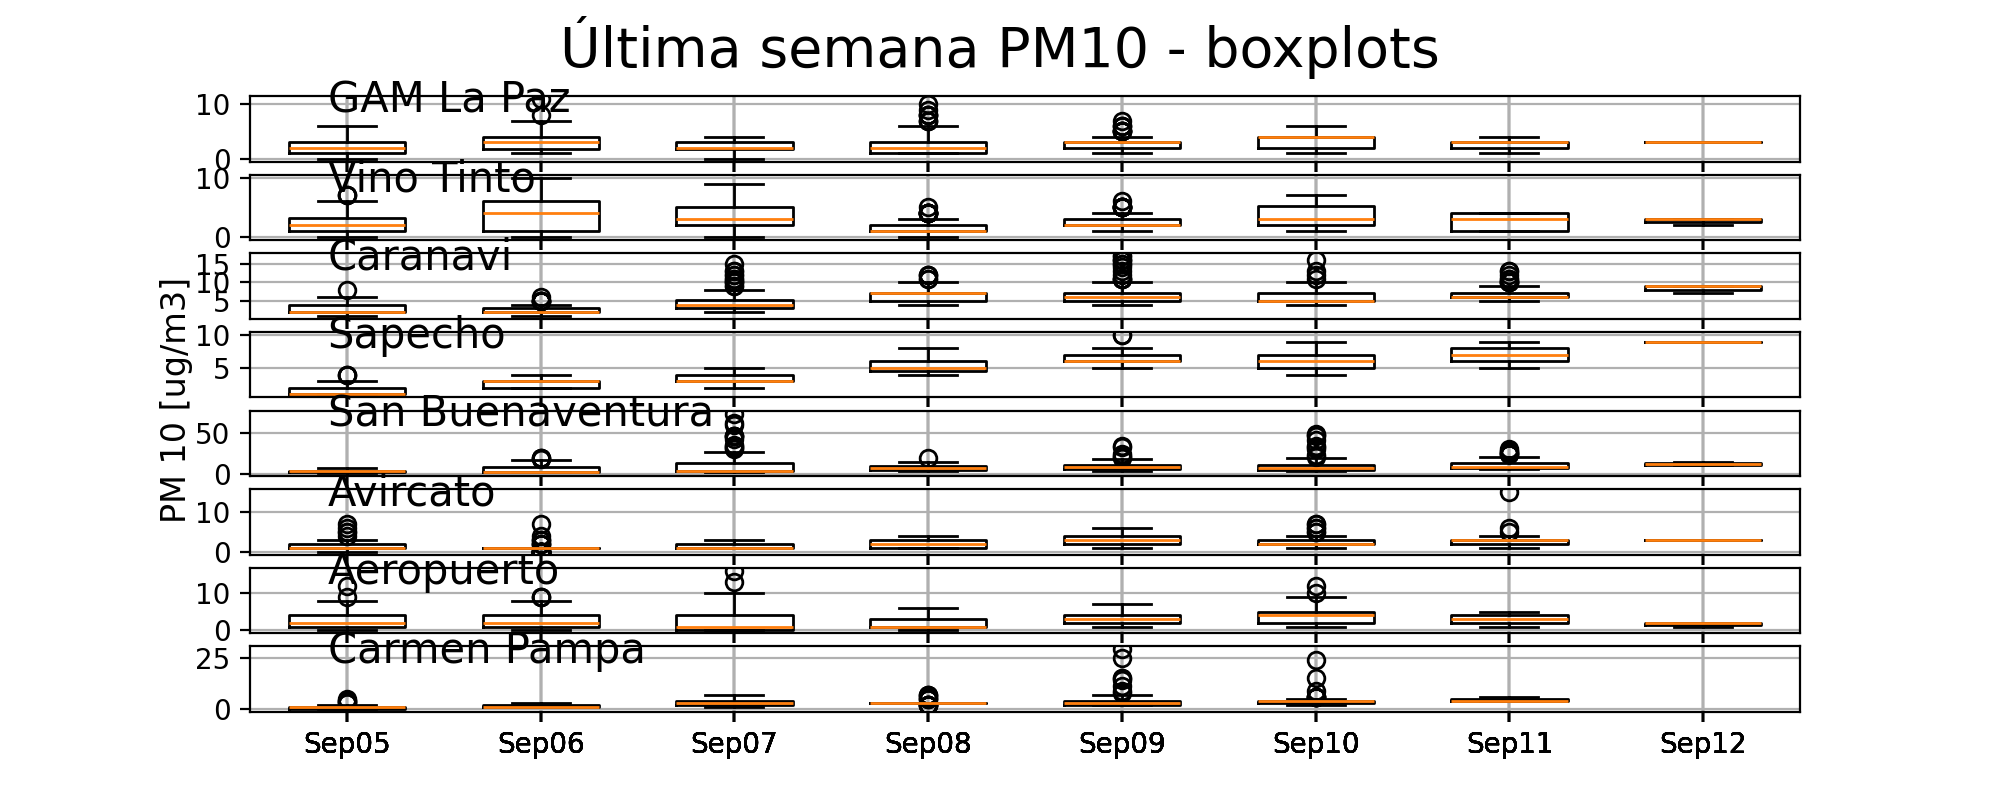 Última semana PM10 - boxplots
PM 10 [ug/m3]
GAM La Paz
10
0
Vino Tinto
10
0
Caranavi
15
10
5
Sapecho
10
5
San Buenaventura
50
0
Avircato
10
0
Aeropuerto
10
0
Carmen Pampa
25
0
Sep05 Sep06 Sep07 Sep08 Sep09 Sep10 Sep11 Sep12